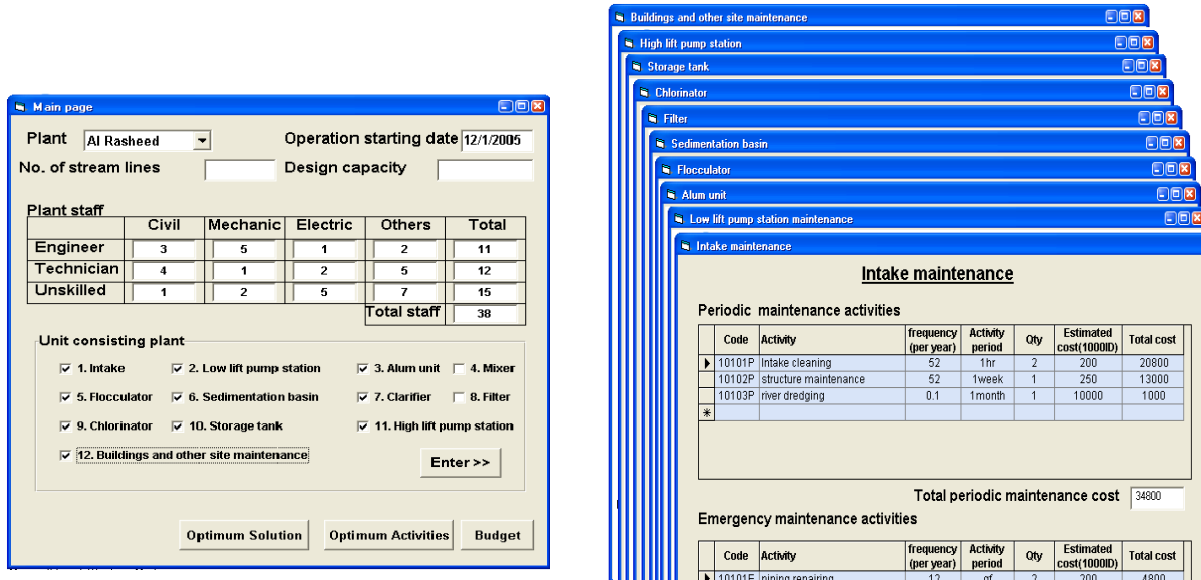 Main page
Plant Al Rasheed Operation starting date 12/1/2005
No. of stream lines Design capacity
Plant staff
Civil Mechanic Electric Others Total
Engineer 3 5 1 2 11
Technician 4 1 2 5 12
Unskilled 1 2 5 7 15
Total staff 38
Unit consisting plant
1. Intake 2. Low lift pump station 3. Alum unit 4. Mixer
5. Flocculator 6. Sedimentation basin 7. Clarifier 8. Filter
9. Chlorinator 10. Storage tank 11. High lift pump station
12. Buildings and other site maintenance
Enter >>
Optimum Solution Optimum Activities Budget
Buildings and other site maintenance
High lift pump station
Storage tank
Chlorinator
Filter
Sedimentation basin
Flocculator
Alum unit
Low lift pump station maintenance
Intake maintenance
Intake maintenance
Periodic maintenance activities
Code Activity frequency (per year) Activity period Qty Estimated cost(1000ID) Total cost
10101P Intake cleaning 52 1hr 2 200 20800
10102P structure maintenance 52 1week 1 250 13000
10103P river dredging 0.1 1month 1 10000 1000
Total periodic maintenance cost 34800
Emergency maintenance activities
Code Activity frequency (per year) Activity period Qty Estimated cost(1000ID) Total cost
10101E pining repairing 12 2 200 4800